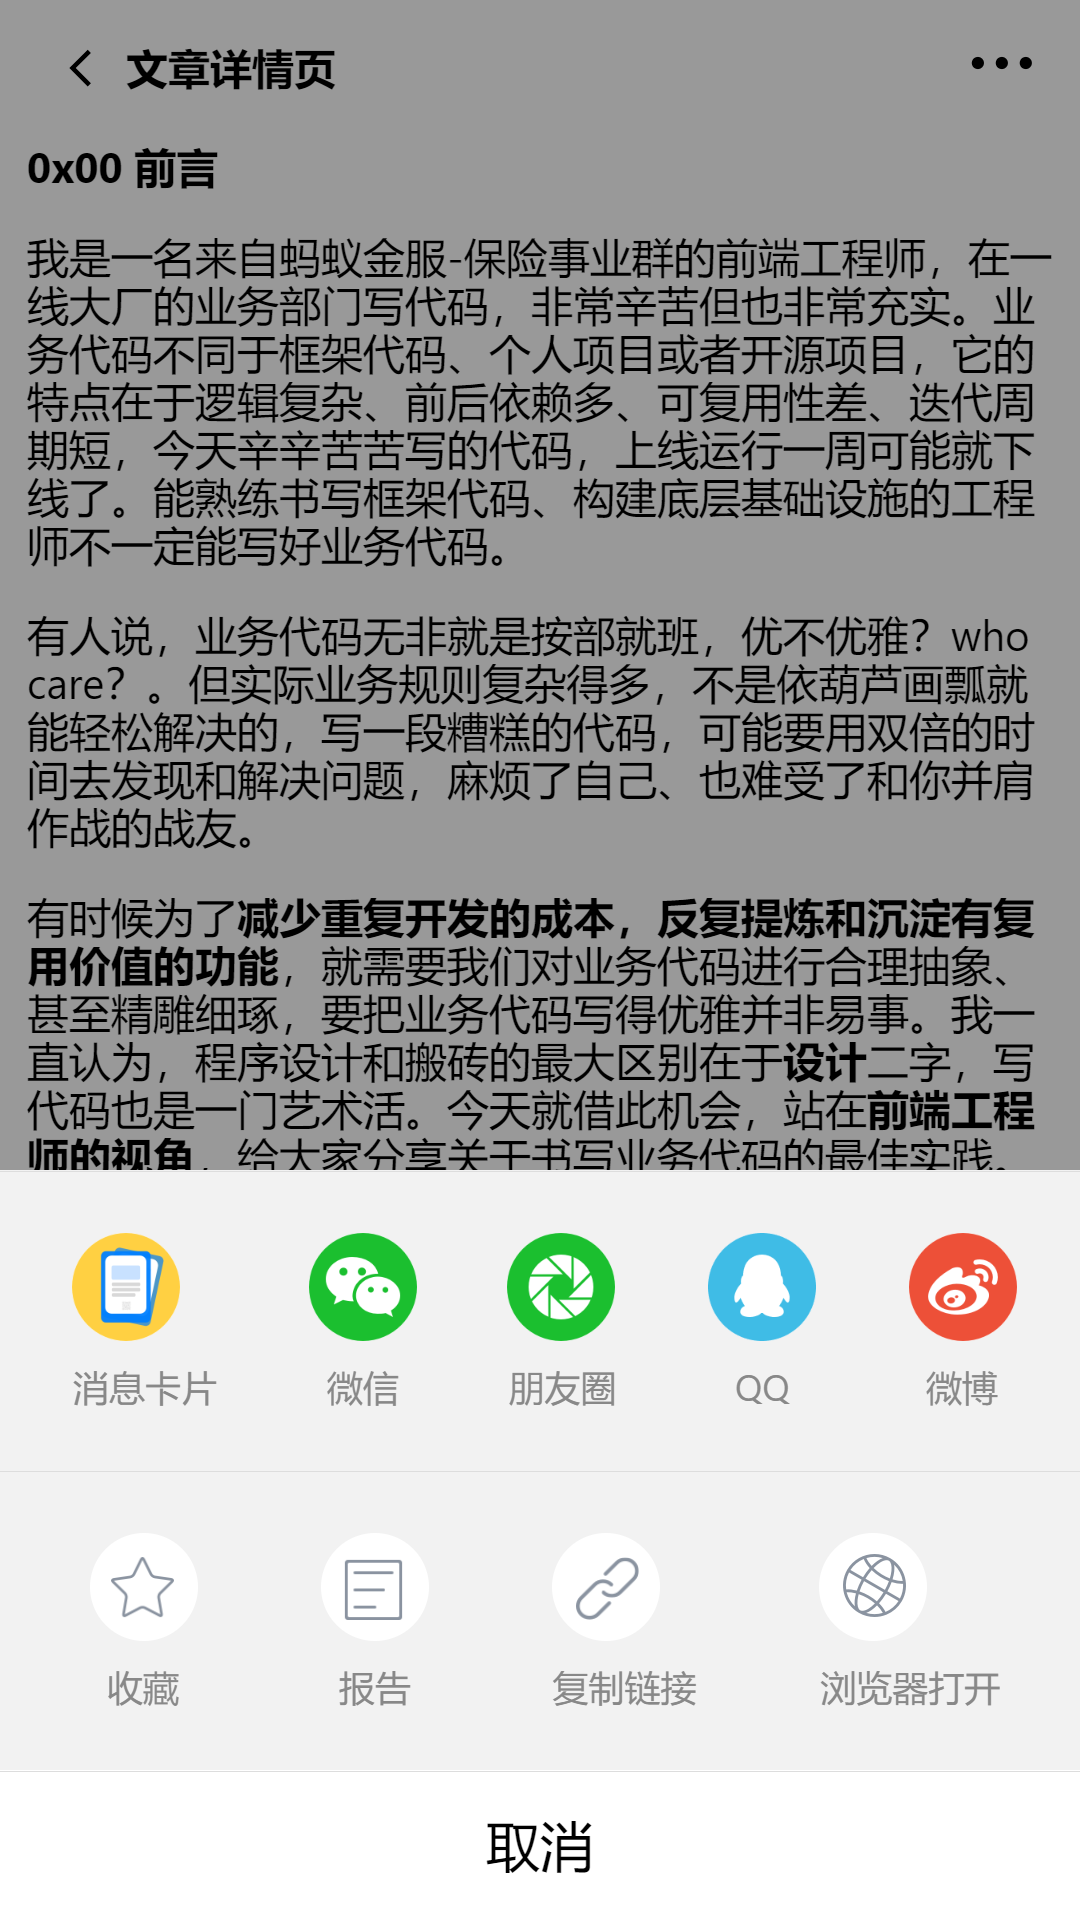 文章详情页
0x00 前言
我是一名来自蚂蚁金服-保险事业群的前端工程师，在一
线大厂的业务部门写代码，非常辛苦但也非常充实。业
务代码不同于框架代码、个人项目或者开源项目，它的
特点在于逻辑复杂、前后依赖多、可复用性差、迭代周
期短，今天辛辛苦苦写的代码，上线运行一周可能就下
线了。能熟练书写框架代码、构建底层基础设施的工程
师不一定能写好业务代码。
有人说，业务代码无非就是按部就班，优不优雅？who
care？。但实际业务规则复杂得多，不是依葫芦画瓢就
能轻松解决的，写一段糟糕的代码，可能要用双倍的时
间去发现和解决问题，麻烦了自己、也难受了和你并肩
作战的战友。
有时候为了减少重复开发的成本，反复提炼和沉淀有复
用价值的功能，就需要我们对业务代码进行合理抽象、
甚至精雕细琢，要把业务代码写得优雅并非易事。我一
直认为，程序设计和搬砖的最大区别在于设计二字，写
代码也是一门艺术活。今天就借此机会，站在前端工程
师的视角，给大家分享关于书写业务代码的最佳实践。
消息卡片 微信 朋友圈 QQ 微博
收藏 报告 复制链接 浏览器打开
取消